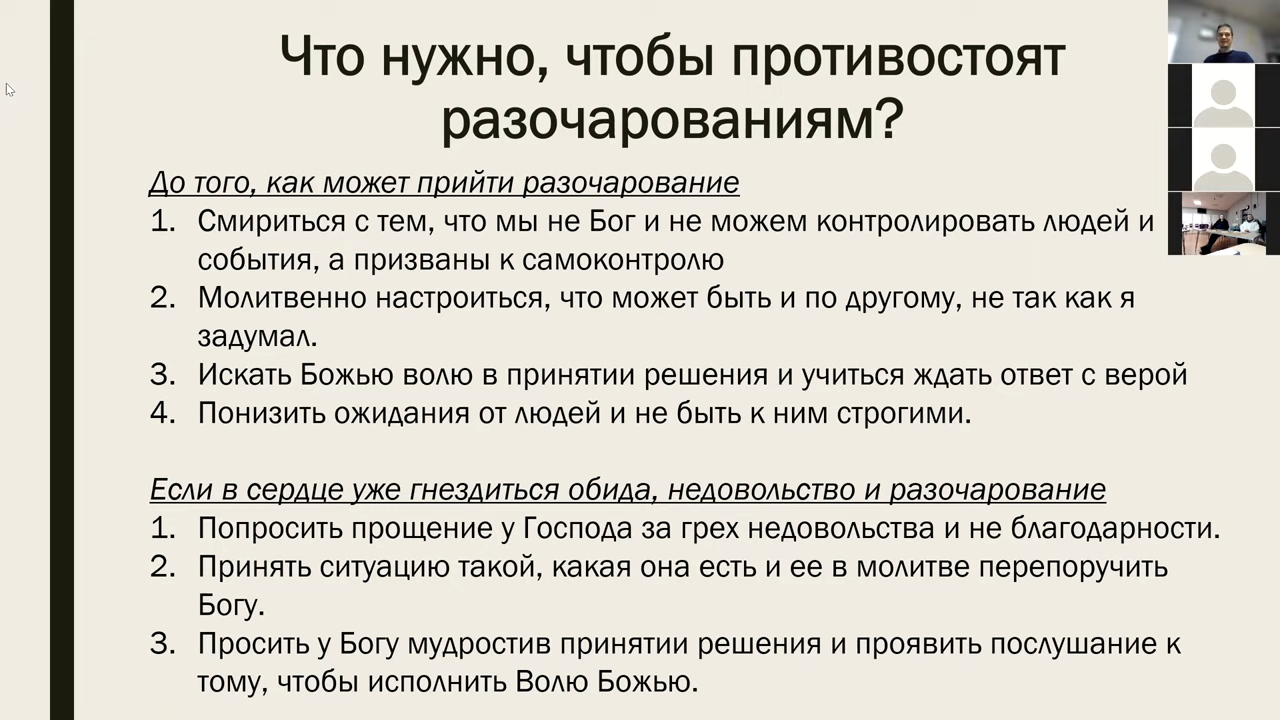 Что нужно, чтобы противостоят
разочарованиям?
До того, как может прийти разочарование
1. Смириться с тем, что мы не Бог и не можем контролировать людей и
события, а призваны к самоконтролю
2. Молитвенно настроиться, что может быть и по другому, не так как я
задумал.
3. Искать Божью волю в принятии решения и учиться ждать ответ с верой
4. Понизить ожидания от людей и не быть к ним строгими.
Если в сердце уже гнездиться обида, недовольство и разочарование
1. Попросить прощение у Господа за грех недовольства и не благодарности.
2. Принять ситуацию такой, какая она есть и ее в молитве перепоручить
Богу.
3. Просить у Богу мудростив принятии решения и проявить послушание к
тому, чтобы исполнить Волю Божью.